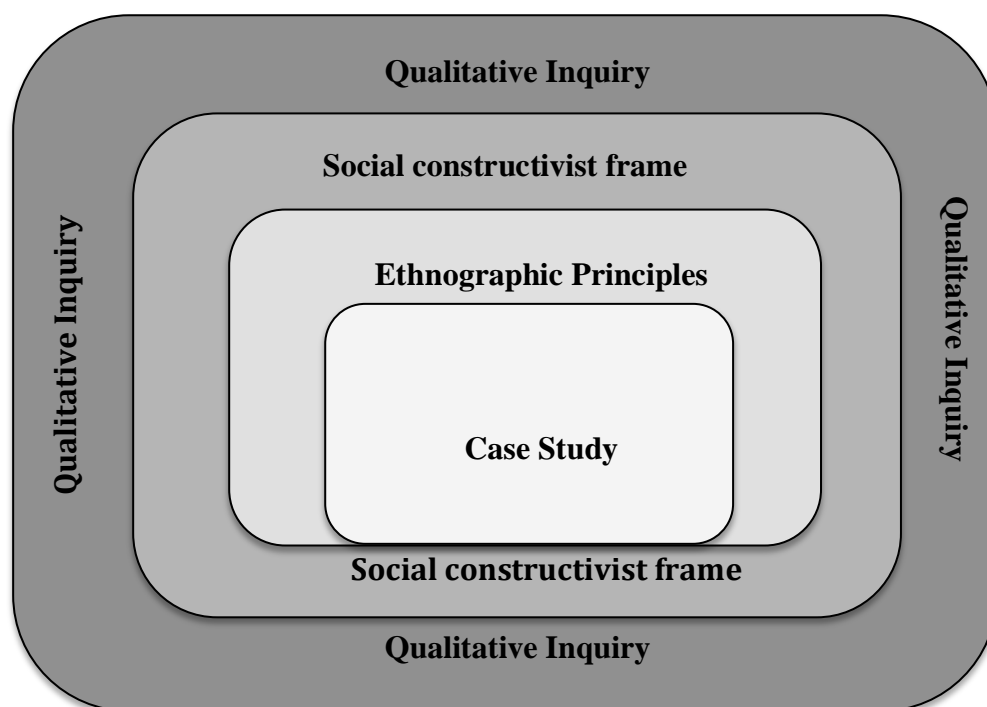 Qualitative Inquiry
Social constructivist frame
Qualitative Inquiry
Qualitative Inquiry
Ethnographic Principles
Case Study
Social constructivist frame
Qualitative Inquiry